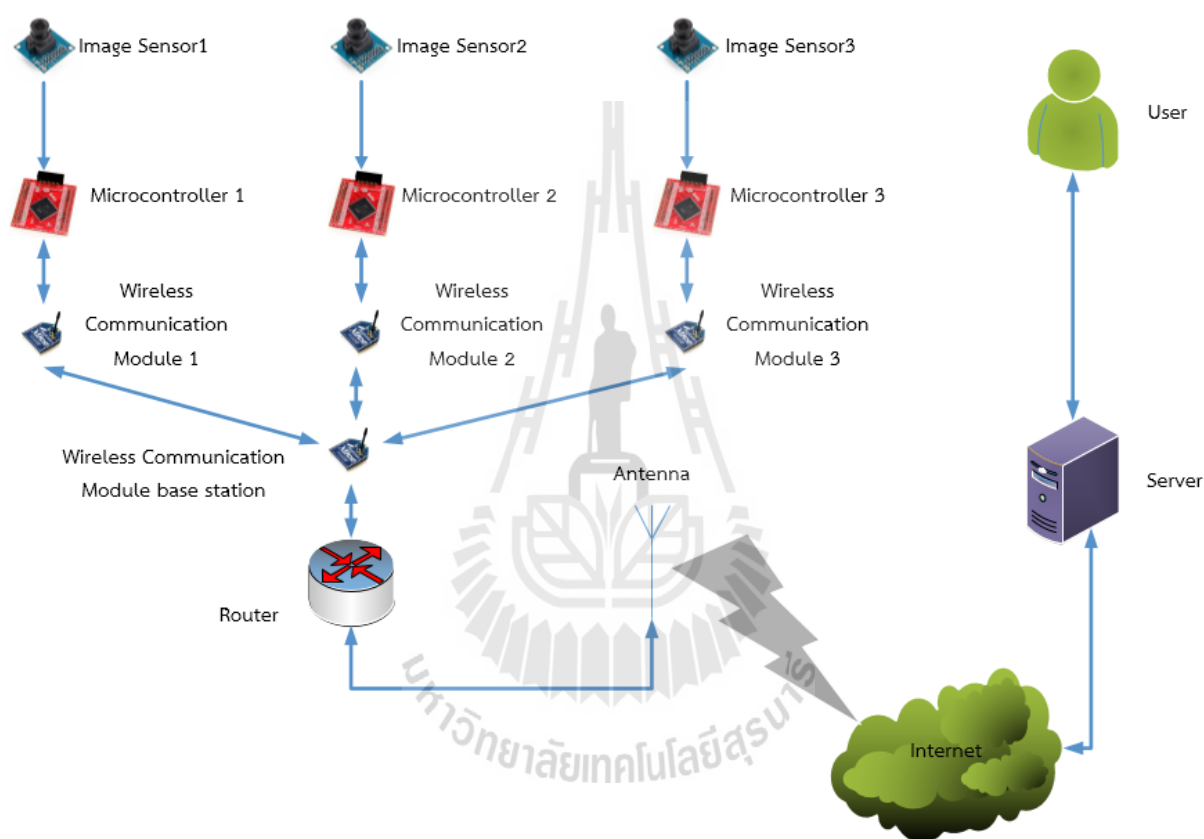 Image Sensor1
Image Sensor2
Image Sensor3
User
Microcontroller 1
Microcontroller 2
Microcontroller 3
Wireless
Communication
Module 1
Wireless
Communication
Module 2
Wireless
Communication
Module 3
Wireless Communication
Module base station
Antenna
Server
Router
Internet
มหาวิทยาลัยเทคโนโลยีสุรนารี